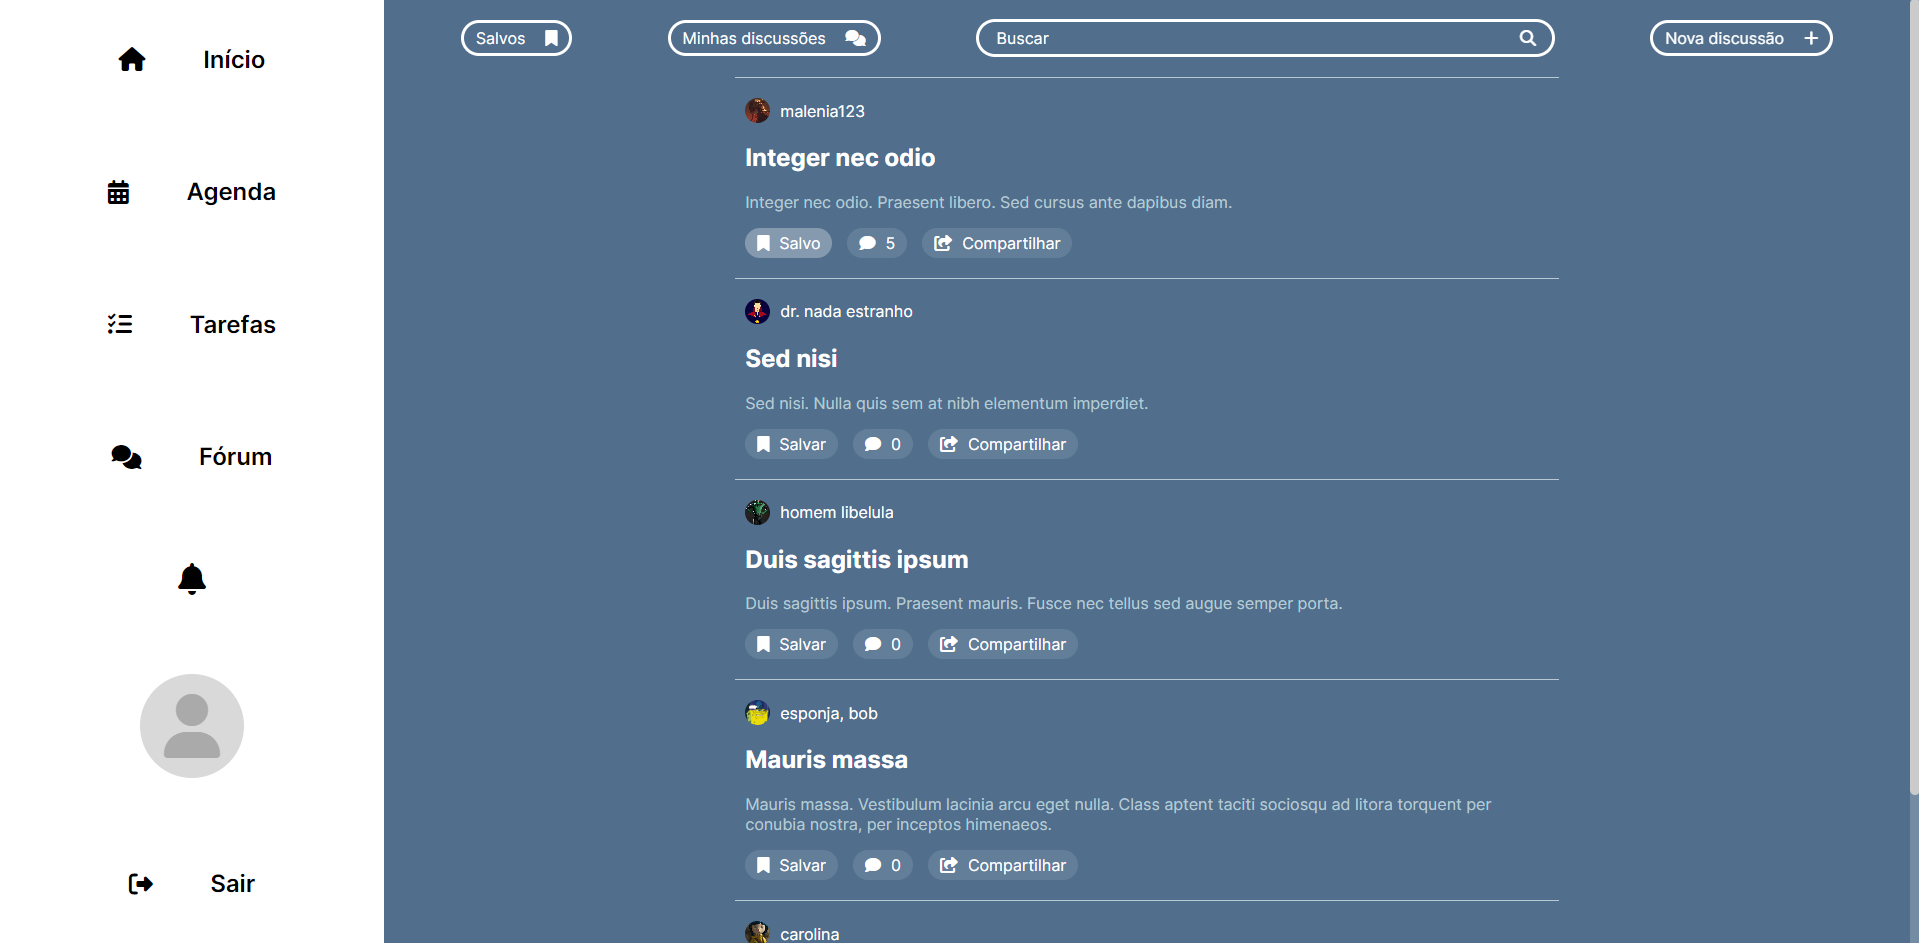 Início
Agenda
Tarefas
Fórum
Sair
Salvos
Minhas discussões
Buscar
Nova discussão
malenia123
Integer nec odio
Integer nec odio. Praesent libero. Sed cursus ante dapibus diam.
Salvo
5
Compartilhar
dr. nada estranho
Sed nisi
Sed nisi. Nulla quis sem at nibh elementum imperdiet.
Salvar
0
Compartilhar
homem libelula
Duis sagittis ipsum
Duis sagittis ipsum. Praesent mauris. Fusce nec tellus sed augue semper porta.
Salvar
0
Compartilhar
esponja, bob
Mauris massa
Mauris massa. Vestibulum lacinia arcu eget nulla. Class aptent taciti sociosqu ad litora torquent per
conubia nostra, per inceptos himenaeos.
Salvar
0
Compartilhar
carolina